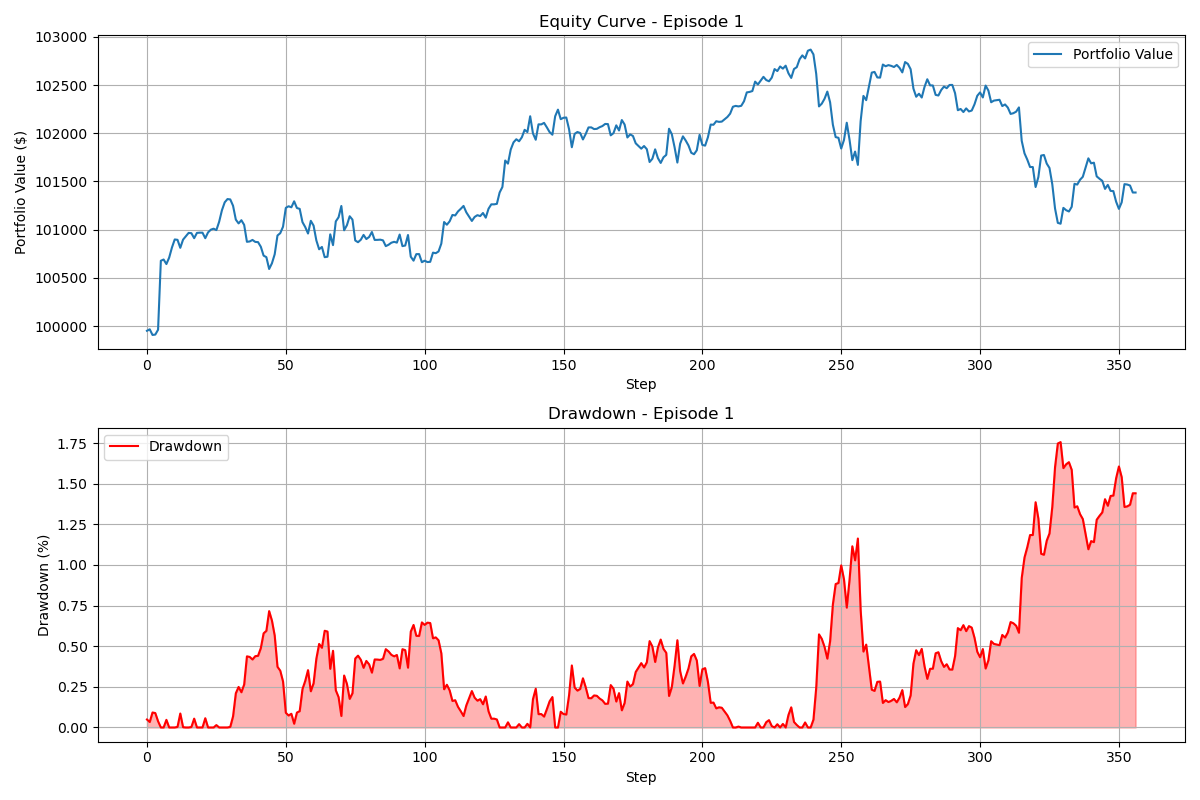 Equity Curve - Episode 1
Portfolio Value ($)
103000
102500
102000
101500
101000
100500
100000
Portfolio Value
0 50 100 150 200 250 300 350
Step
Drawdown - Episode 1
Drawdown (%)
1.75
1.50
1.25
1.00
0.75
0.50
0.25
0.00
Drawdown
0 50 100 150 200 250 300 350
Step